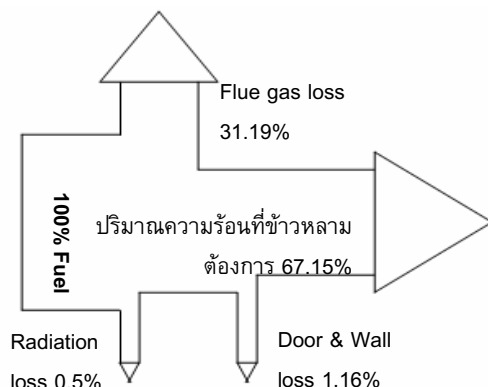 Flue gas loss
31.19%
100% Fuel
ปริมาณความร้อนที่ข้าวหลาม
ต้องการ 67.15%
Radiation
loss 0.5%
Door & Wall
loss 1.16%